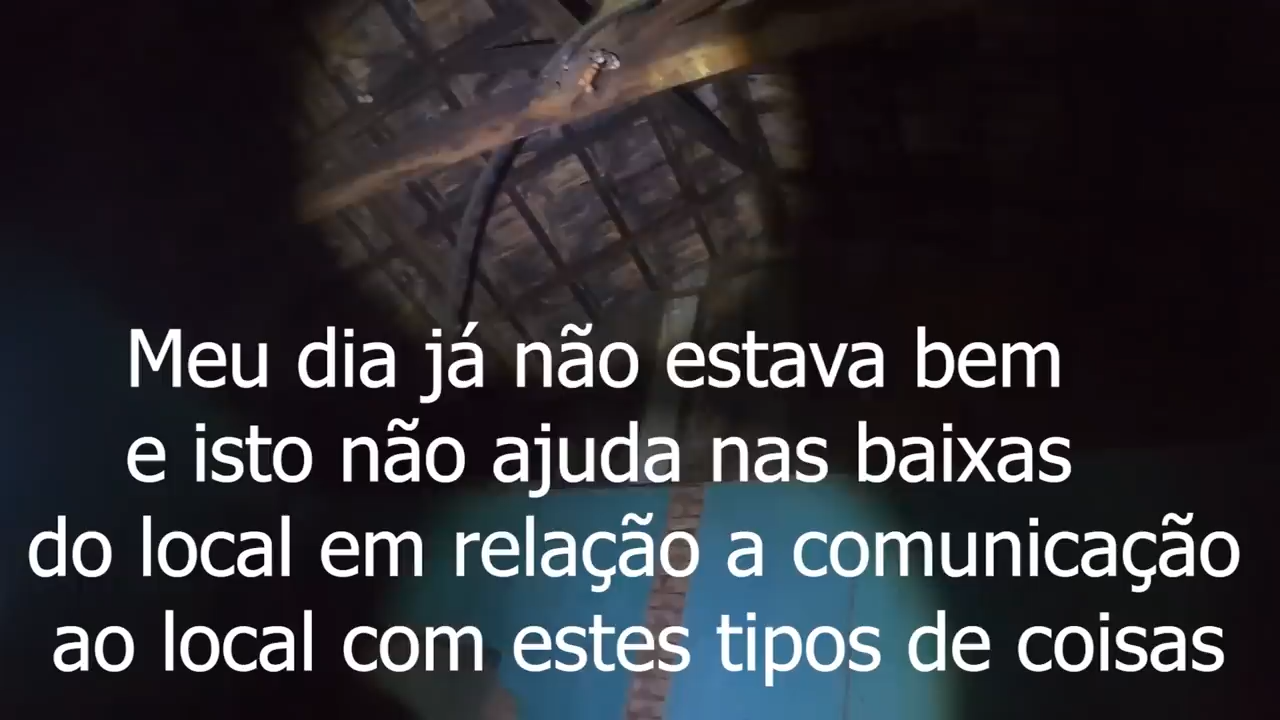 Meu dia já não estava bem
e isto não ajuda nas baixas
do local em relação a comunicação
ao local com estes tipos de coisas